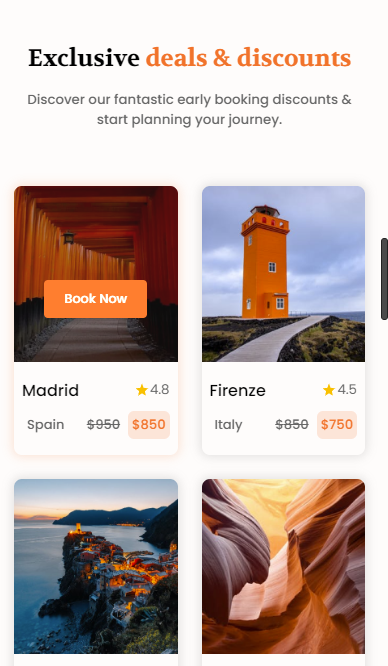 Exclusive deals & discounts
Discover our fantastic early booking discounts &
start planning your journey.
Book Now
Madrid 4.8
Spain $950 $850
Firenze 4.5
Italy $850 $750